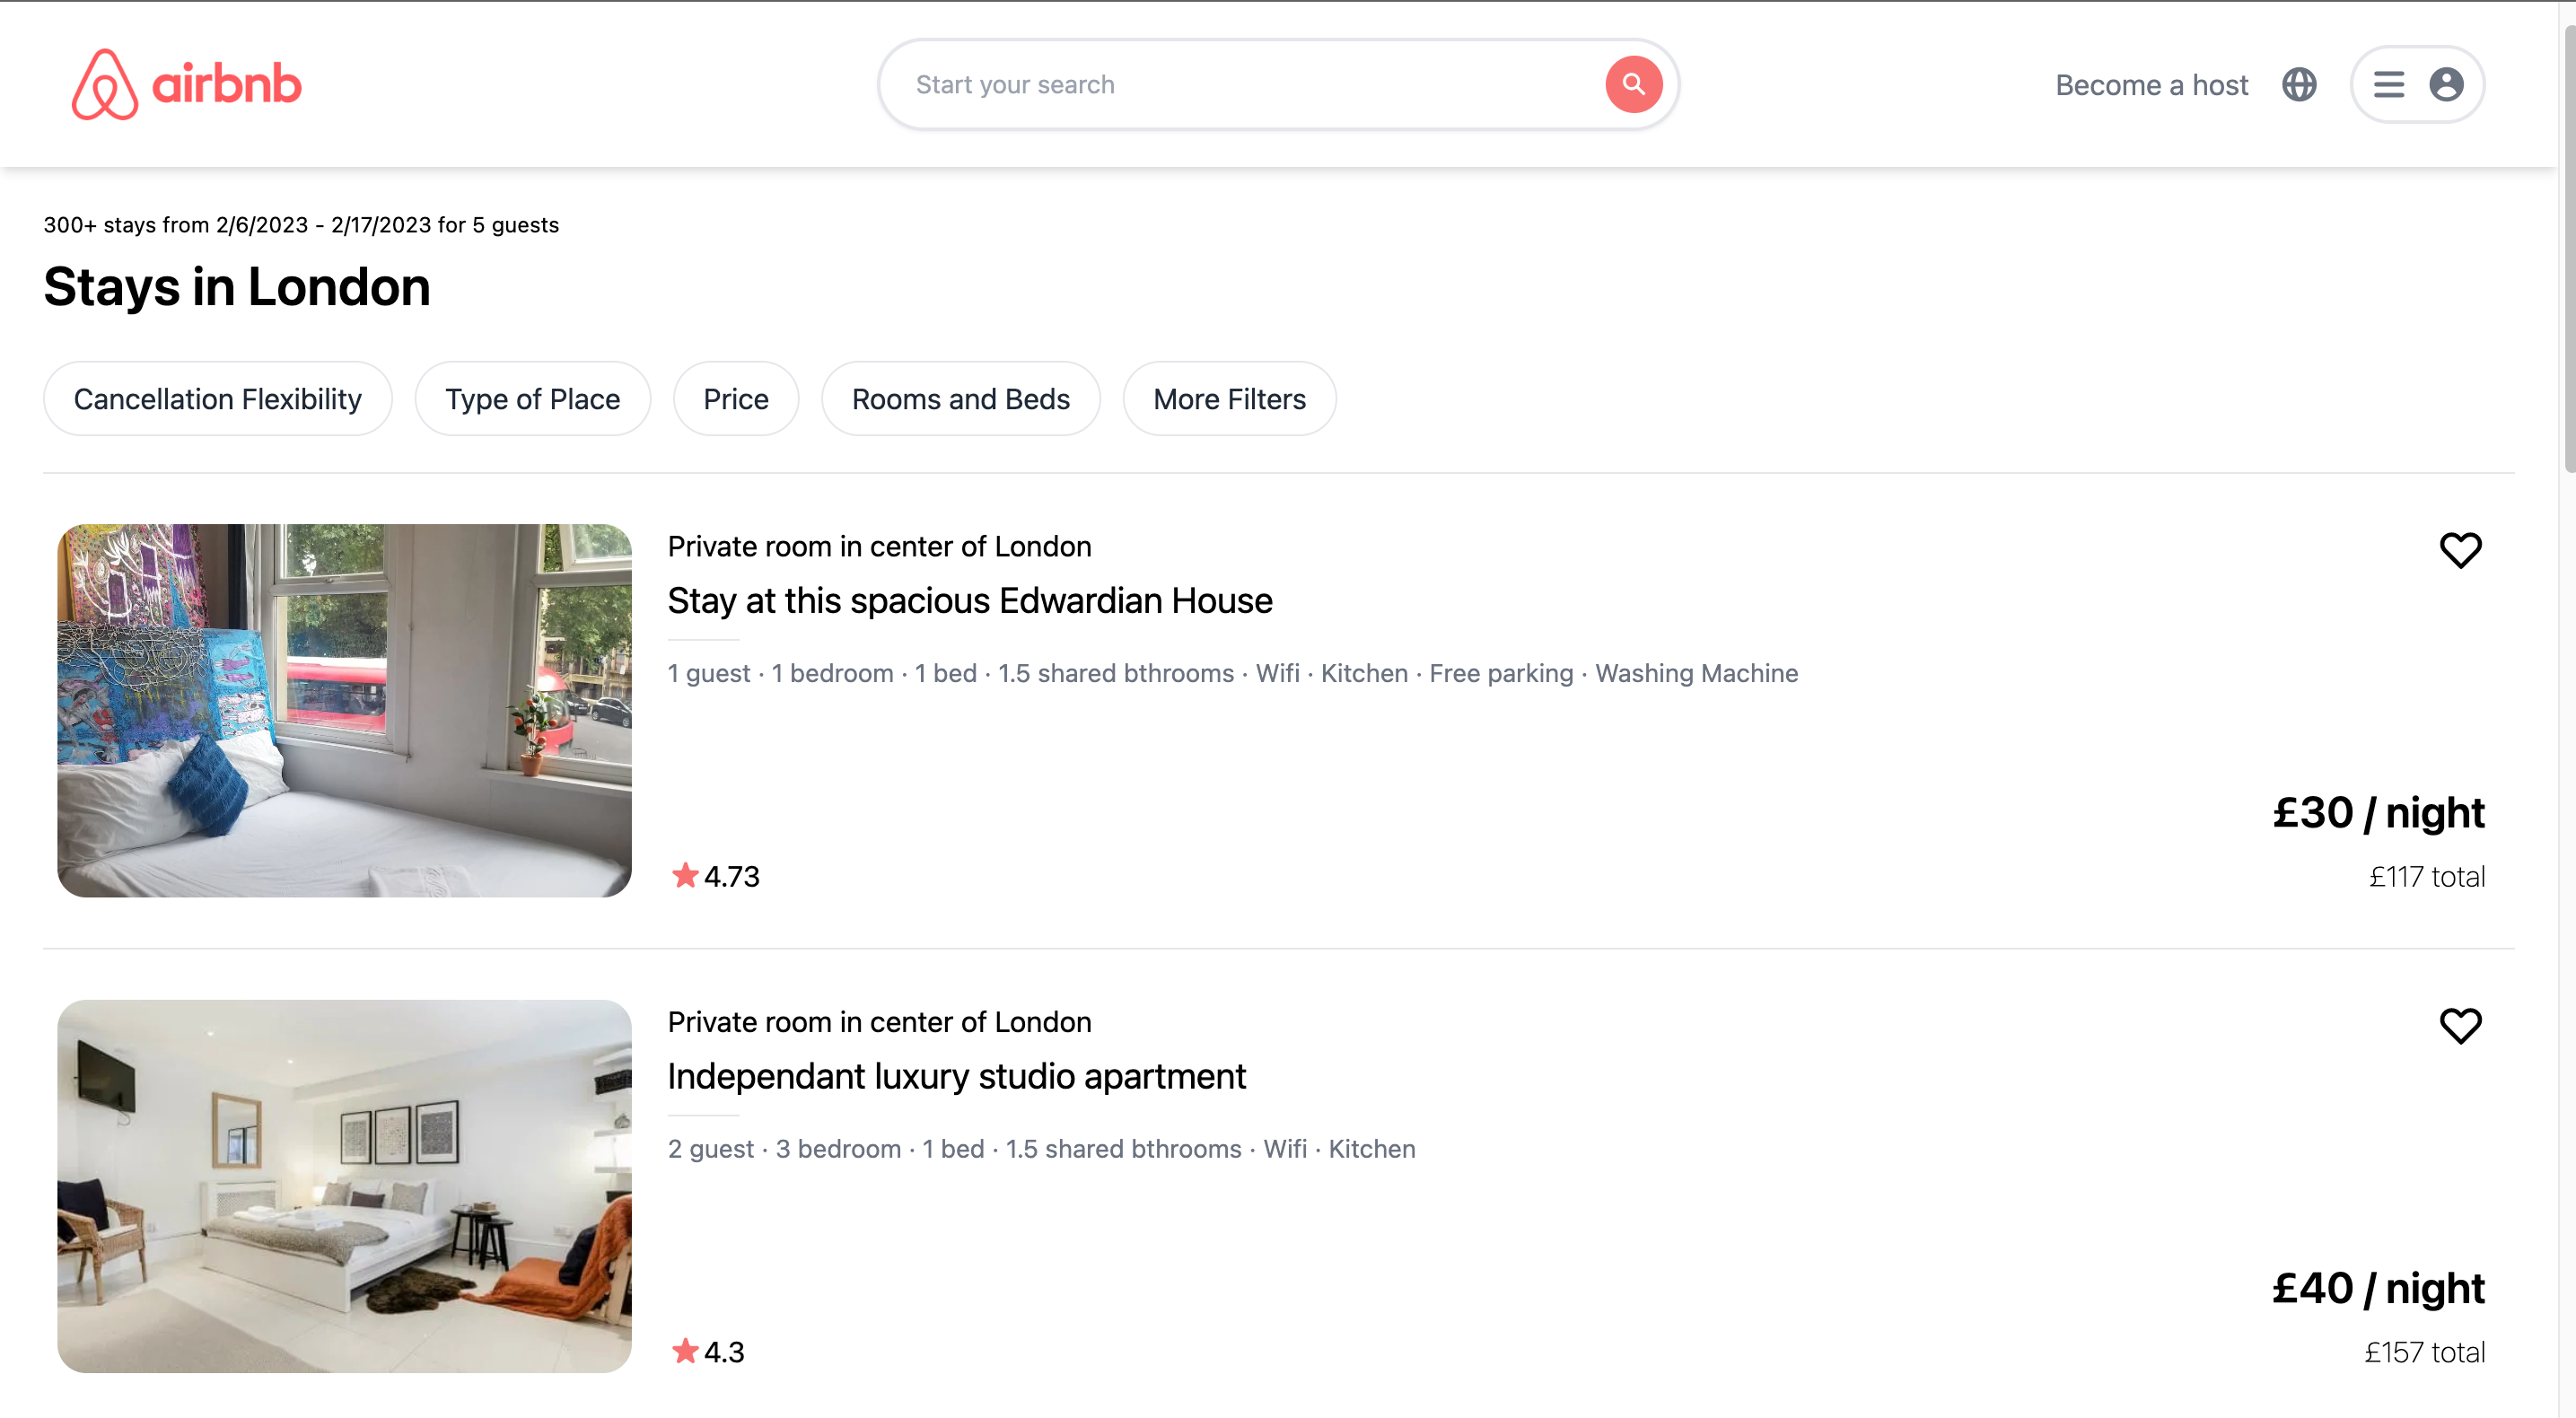 airbnb
Start your search
Become a host
300+ stays from 2/6/2023 - 2/17/2023 for 5 guests
Stays in London
Cancellation Flexibility
Type of Place
Price
Rooms and Beds
More Filters
Private room in center of London
Stay at this spacious Edwardian House
1 guest · 1 bedroom · 1 bed · 1.5 shared bthrooms · Wifi · Kitchen · Free parking · Washing Machine
£30 / night
4.73
£117 total
Private room in center of London
Independant luxury studio apartment
2 guest · 3 bedroom · 1 bed · 1.5 shared bthrooms · Wifi · Kitchen
£40 / night
4.3
£157 total